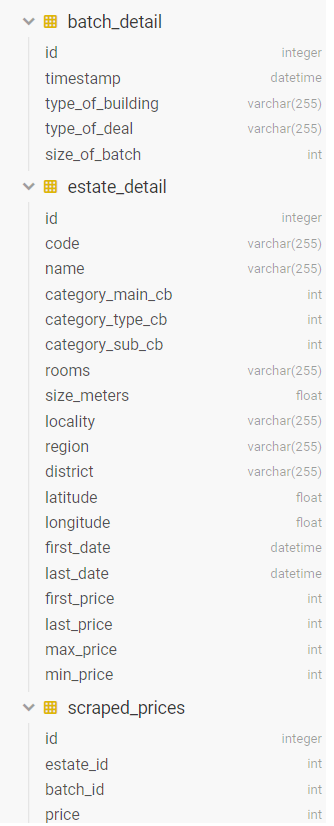 batch_detail
id integer
timestamp datetime
type_of_building varchar(255)
type_of_deal varchar(255)
size_of_batch int
estate_detail
id integer
code varchar(255)
name varchar(255)
category_main_cb int
category_type_cb int
category_sub_cb int
rooms varchar(255)
size_meters float
locality varchar(255)
region varchar(255)
district varchar(255)
latitude float
longitude float
first_date datetime
last_date datetime
first_price int
last_price int
max_price int
min_price int
scraped_prices
id integer
estate_id int
batch_id int
price int